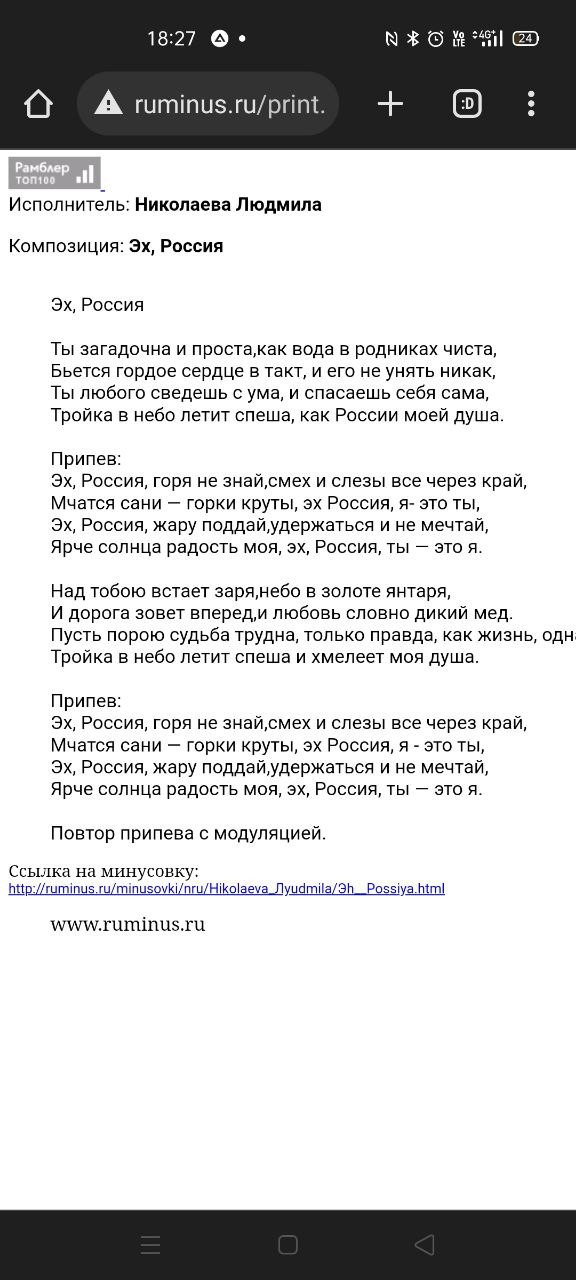 18:27
Vo LTE 4G+ 24
ruminus.ru/print.
:D
Рамблер
ТОП100
Исполнитель: Николаева Людмила
Композиция: Эх, Россия
Эх, Россия
Ты загадочна и проста,как вода в родниках чиста,
Бьется гордое сердце в такт, и его не унять никак,
Ты любого сведешь с ума, и спасаешь себя сама,
Тройка в небо летит спеша, как России моей душа.
Припев:
Эх, Россия, горя не знай,смех и слезы все через край,
Мчатся сани — горки круты, эх Россия, я- это ты,
Эх, Россия, жару поддай,удержаться и не мечтай,
Ярче солнца радость моя, эх, Россия, ты — это я.
Над тобою встает заря,небо в золоте янтаря,
И дорога зовет вперед,и любовь словно дикий мед.
Пусть порою судьба трудна, только правда, как жизнь, одн
Тройка в небо летит спеша и хмелеет моя душа.
Припев:
Эх, Россия, горя не знай,смех и слезы все через край,
Мчатся сани — горки круты, эх Россия, я - это ты,
Эх, Россия, жару поддай,удержаться и не мечтай,
Ярче солнца радость моя, эх, Россия, ты — это я.
Повтор припева с модуляцией.
Ссылка на минусовку:
http://ruminus.ru/minusovki/nru/Hikolaeva_Лyudmila/Эh__Possiya.html
www.ruminus.ru